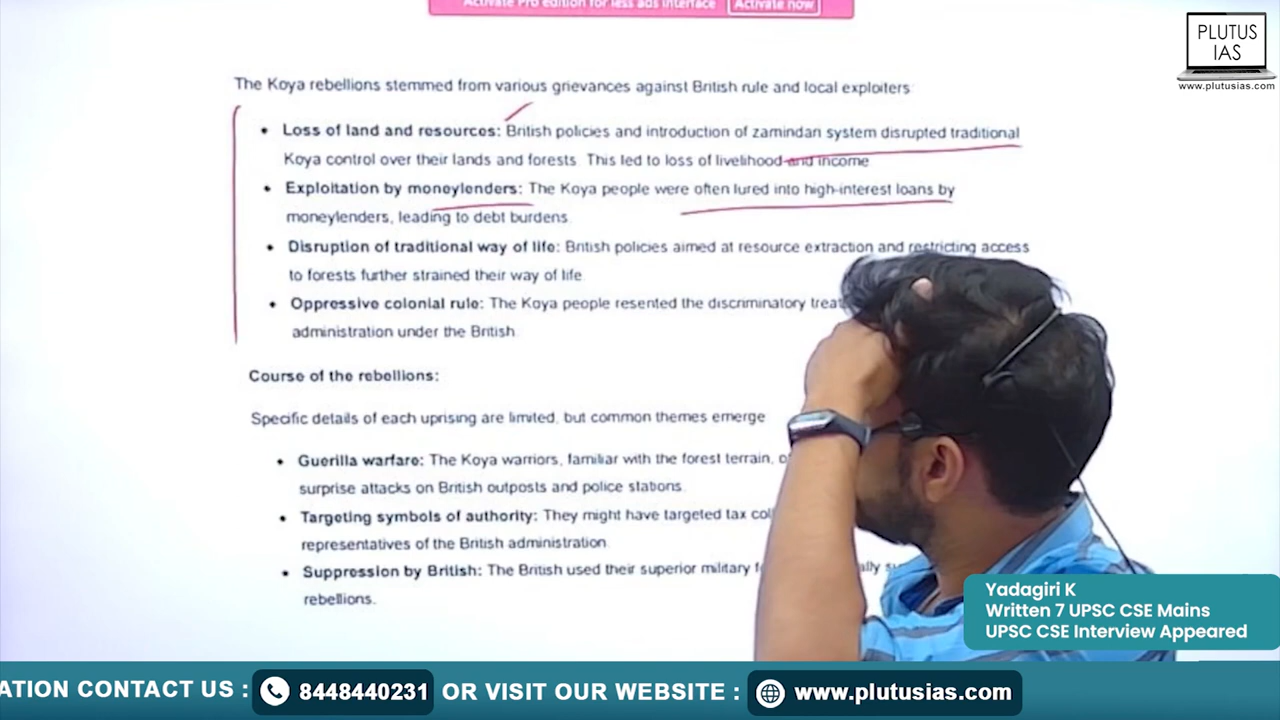 Activate Pro edition for less ads interface Activate now
PLUTUS
IAS
www.plutusias.com
The Koya rebellions stemmed from various grievances against British rule and local exploiters:
• Loss of land and resources: British policies and introduction of zamindari system disrupted traditional
Koya control over their lands and forests. This led to loss of livelihood and income
• Exploitation by moneylenders: The Koya people were often lured into high-interest loans by
moneylenders, leading to debt burdens.
• Disruption of traditional way of life: British policies aimed at resource extraction and restricting access
to forests further strained their way of life
• Oppressive colonial rule: The Koya people resented the discriminatory
administration under the British
Course of the rebellions:
Specific details of each uprising are limited, but common themes emerge
• Guerilla warfare: The Koya warriors, familiar with the forest terrain,
surprise attacks on British outposts and police stations.
• Targeting symbols of authority: They might have targeted tax
representatives of the British administration.
• Suppression by British: The British used their superior military
rebellions.
Yadagiri K
Written 7 UPSC CSE Mains
UPSC CSE Interview Appeared
ATION CONTACT US : 8448440231 OR VISIT OUR WEBSITE : www.plutusias.com